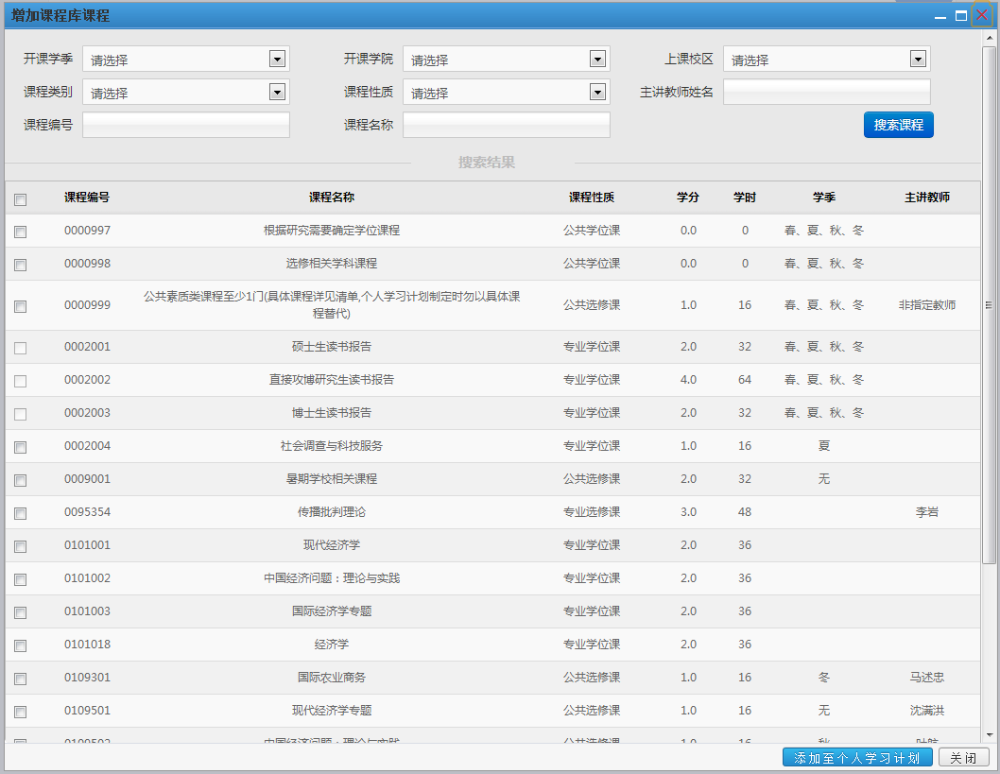 增加课程库课程
开课学季 请选择 开课学院 请选择 上课校区 请选择
课程类别 请选择 课程性质 请选择 主讲教师姓名
课程编号 课程名称 搜索课程
搜索结果
课程编号 课程名称 课程性质 学分 学时 学季 主讲教师
0000997 根据研究需要确定学位课程 公共学位课 0.0 0 春、夏、秋、冬
0000998 选修相关学科课程 公共学位课 0.0 0 春、夏、秋、冬
0000999 公共素质类课程至少1门(具体课程详见清单,个人学习计划制定时勿以具体课
程替代) 公共选修课 1.0 16 春、夏、秋、冬 非指定教师
0002001 硕士生读书报告 专业学位课 2.0 32 春、夏、秋、冬
0002002 直接攻博研究生读书报告 专业学位课 4.0 64 春、夏、秋、冬
0002003 博士生读书报告 专业学位课 2.0 32 春、夏、秋、冬
0002004 社会调查与科技服务 专业学位课 1.0 16 夏
0009001 暑期学校相关课程 公共选修课 2.0 32 无
0095354 传播批判理论 专业选修课 3.0 48 李岩
0101001 现代经济学 专业学位课 2.0 36
0101002 中国经济问题：理论与实践 专业学位课 2.0 36
0101003 国际经济学专题 专业学位课 2.0 36
0101018 经济学 专业学位课 2.0 36
0109301 国际农业商务 公共选修课 1.0 16 冬 马述忠
0109501 现代经济学专题 公共选修课 1.0 16 无 沈满洪
0109502 中国经济问题：理论与实践 公共选修课 1.0 16 秋
添加至个人学习计划 关闭